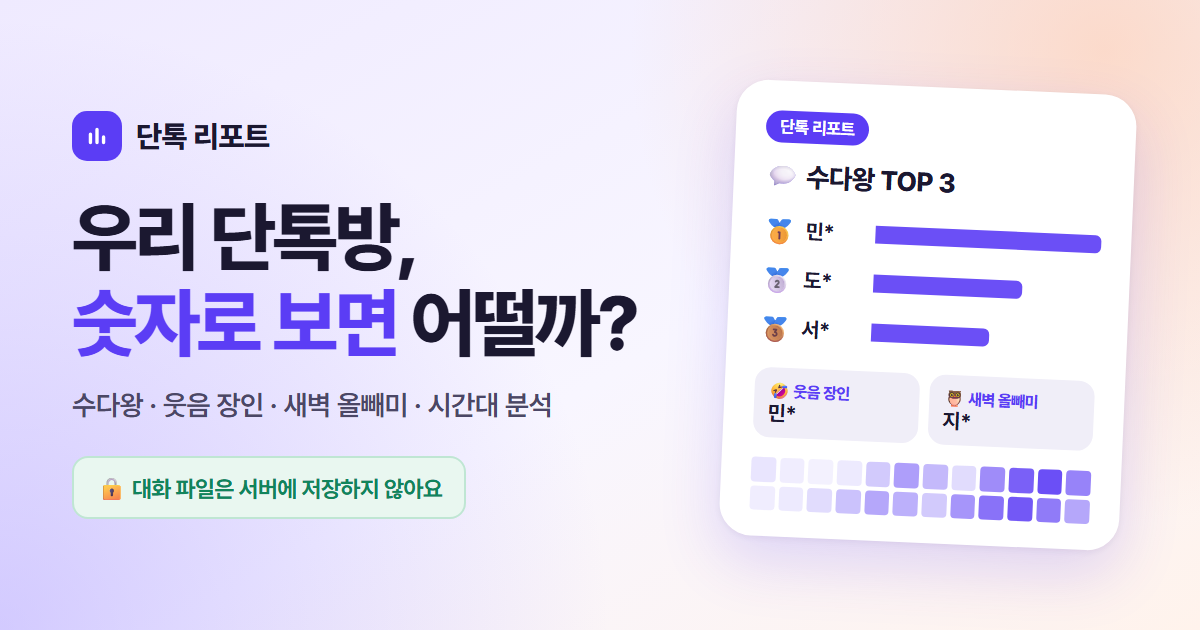 단톡 리포트
우리 단톡방,
숫자로 보면 어떨까?
수다왕 · 웃음 장인 · 새벽 올빼미 · 시간대 분석
대화 파일은 서버에 저장하지 않아요
단톡 리포트
수다왕 TOP 3
1 민*
2 도*
3 서*
웃음 장인
민*
새벽 올빼미
지*